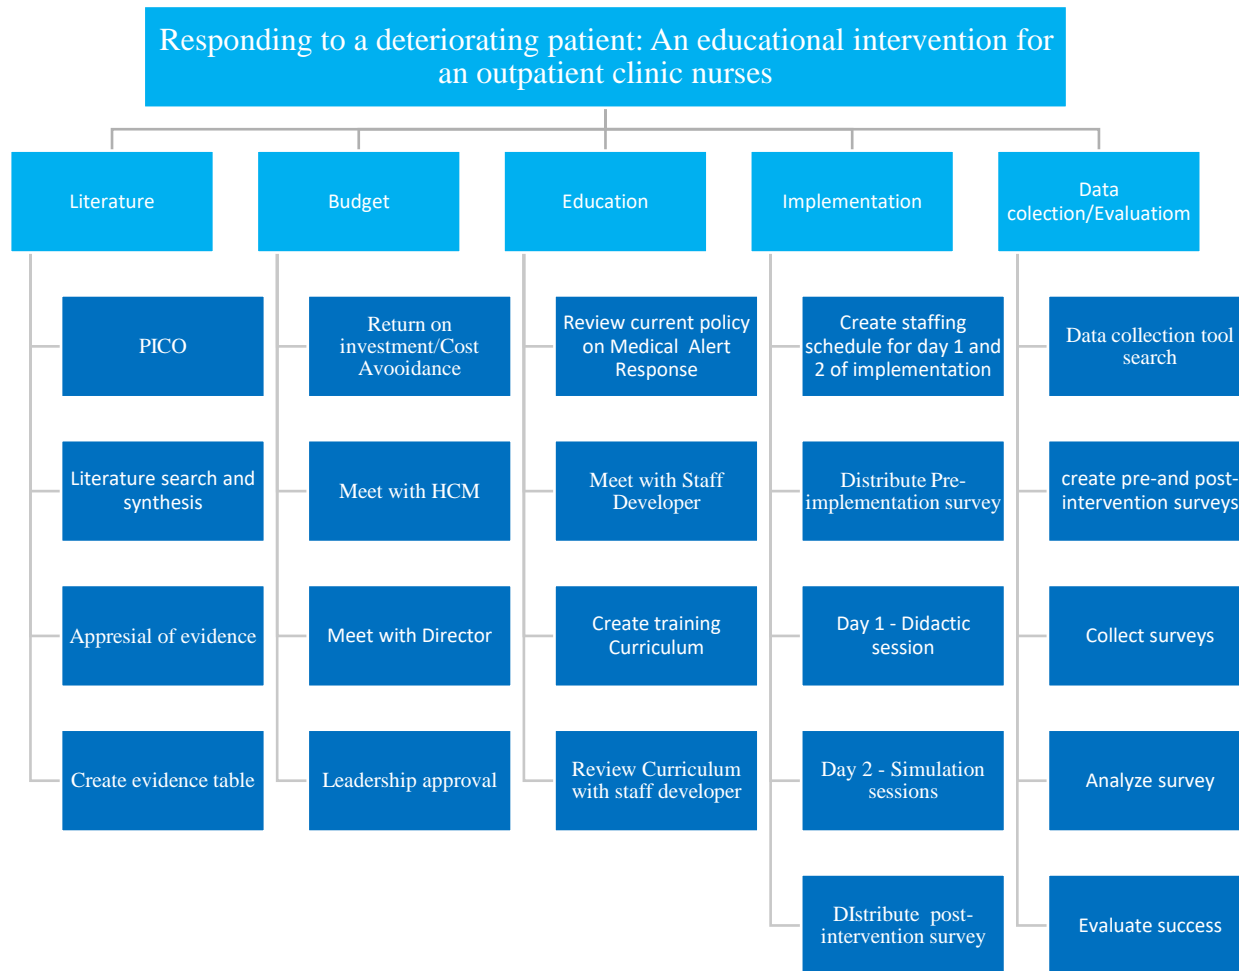 Responding to a deteriorating patient: An educational intervention for
an outpatient clinic nurses
Literature
Budget
Education
Implementation
Data
colection/Evaluatiom
PICO
Literature search and
synthesis
Appresial of evidence
Create evidence table
Return on
investment/Cost
Avooidance
Meet with HCM
Meet with Director
Leadership approval
Review current policy
on Medical Alert
Response
Meet with Staff
Developer
Create training
Curriculum
Review Curriculum
with staff developer
Create staffing
schedule for day 1 and
2 of implementation
Distribute Pre-
implementation survey
Day 1 - Didactic
session
Day 2 - Simulation
sessions
DIstribute post-
intervention survey
Data collection tool
search
create pre-and post-
intervention surveys
Collect surveys
Analyze survey
Evaluate success